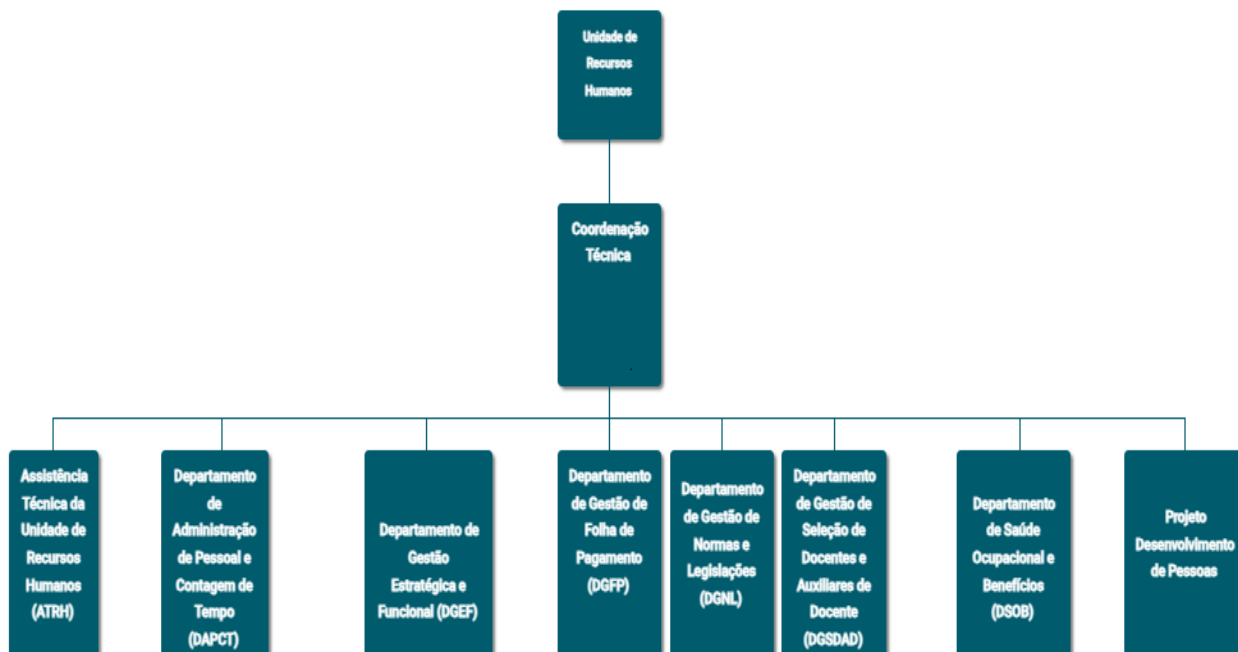 Unidade de
Recursos
Humanos
Coordenação
Técnica
Assistência
Técnica da
Unidade de
Recursos
Humanos
(ATRH)
Departamento
de
Administração
de Pessoal e
Contagem de
Tempo
(DAPCT)
Departamento de
Gestão
Estratégica e
Funcional (DGEF)
Departamento
de Gestão de
Folha de
Pagamento
(DGFP)
Departamento
de Gestão de
Normas e
Legislações
(DGNL)
Departamento
de Gestão de
Seleção de
Docentes e
Auxiliares de
Docente
(DGSDAD)
Departamento
de Saúde
Ocupacional e
Benefícios
(DSOB)
Projeto
Desenvolvimento
de Pessoas